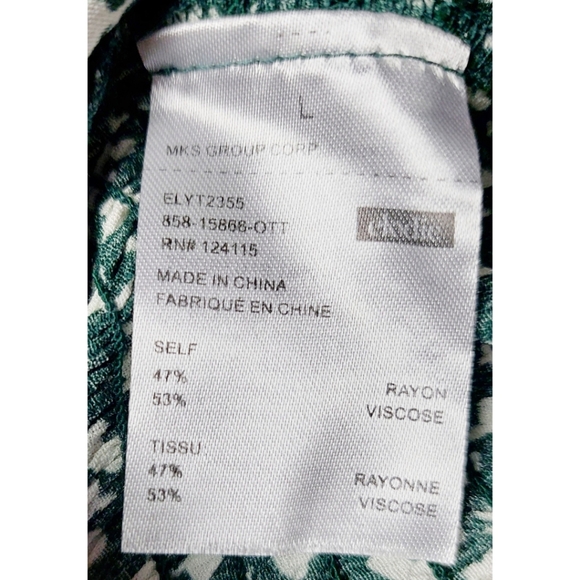 L
MKS GROUP CORP
ELYT2355
858-15866-OTT
RN# 124115
MADE IN CHINA
FABRIQUÉ EN CHINE
SELF
47% RAYON
53% VISCOSE
TISSU
47% RAYONNE
53% VISCOSE